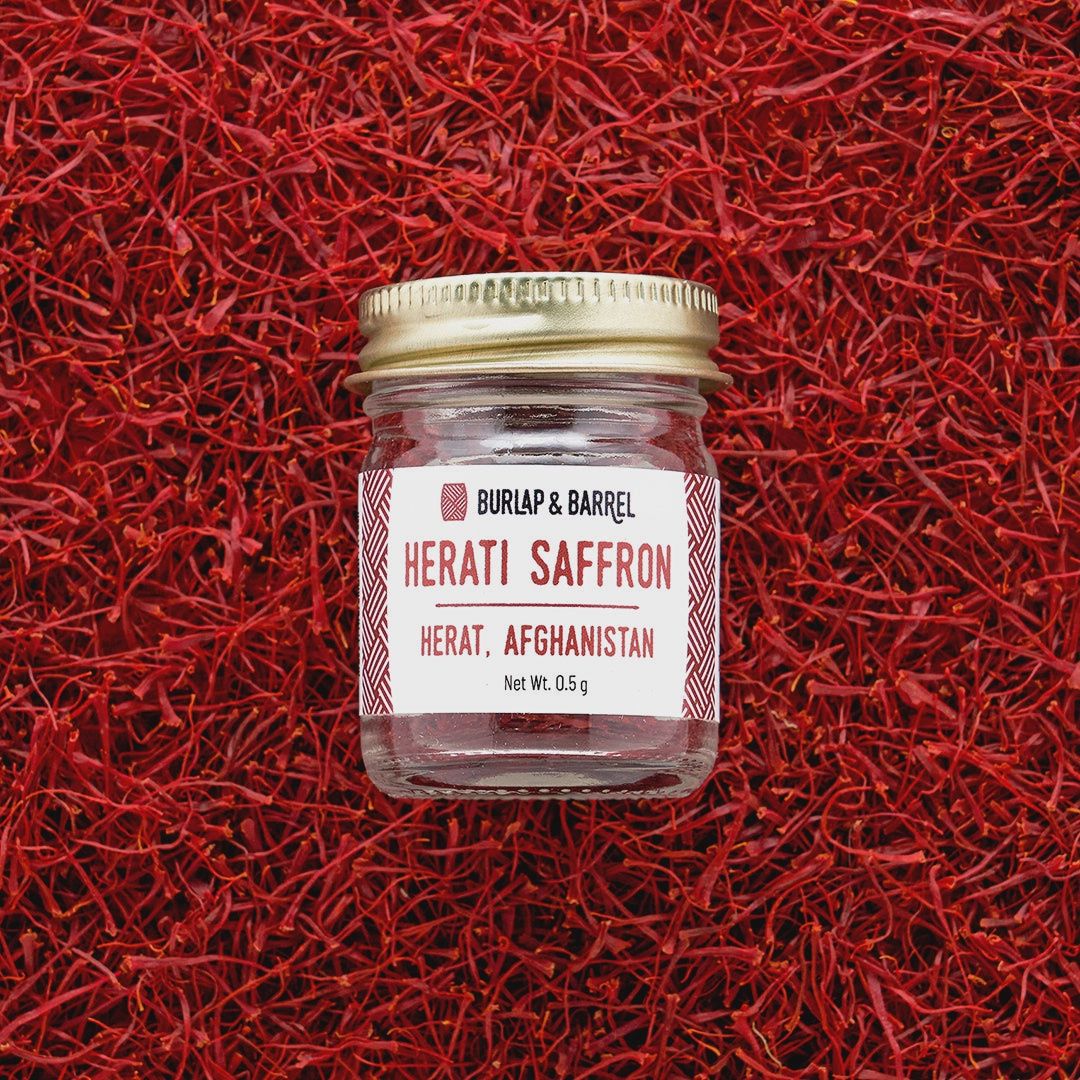 BURLAP & BARREL
HERATI SAFFRON
HERAT, AFGHANISTAN
Net Wt. 0.5 g